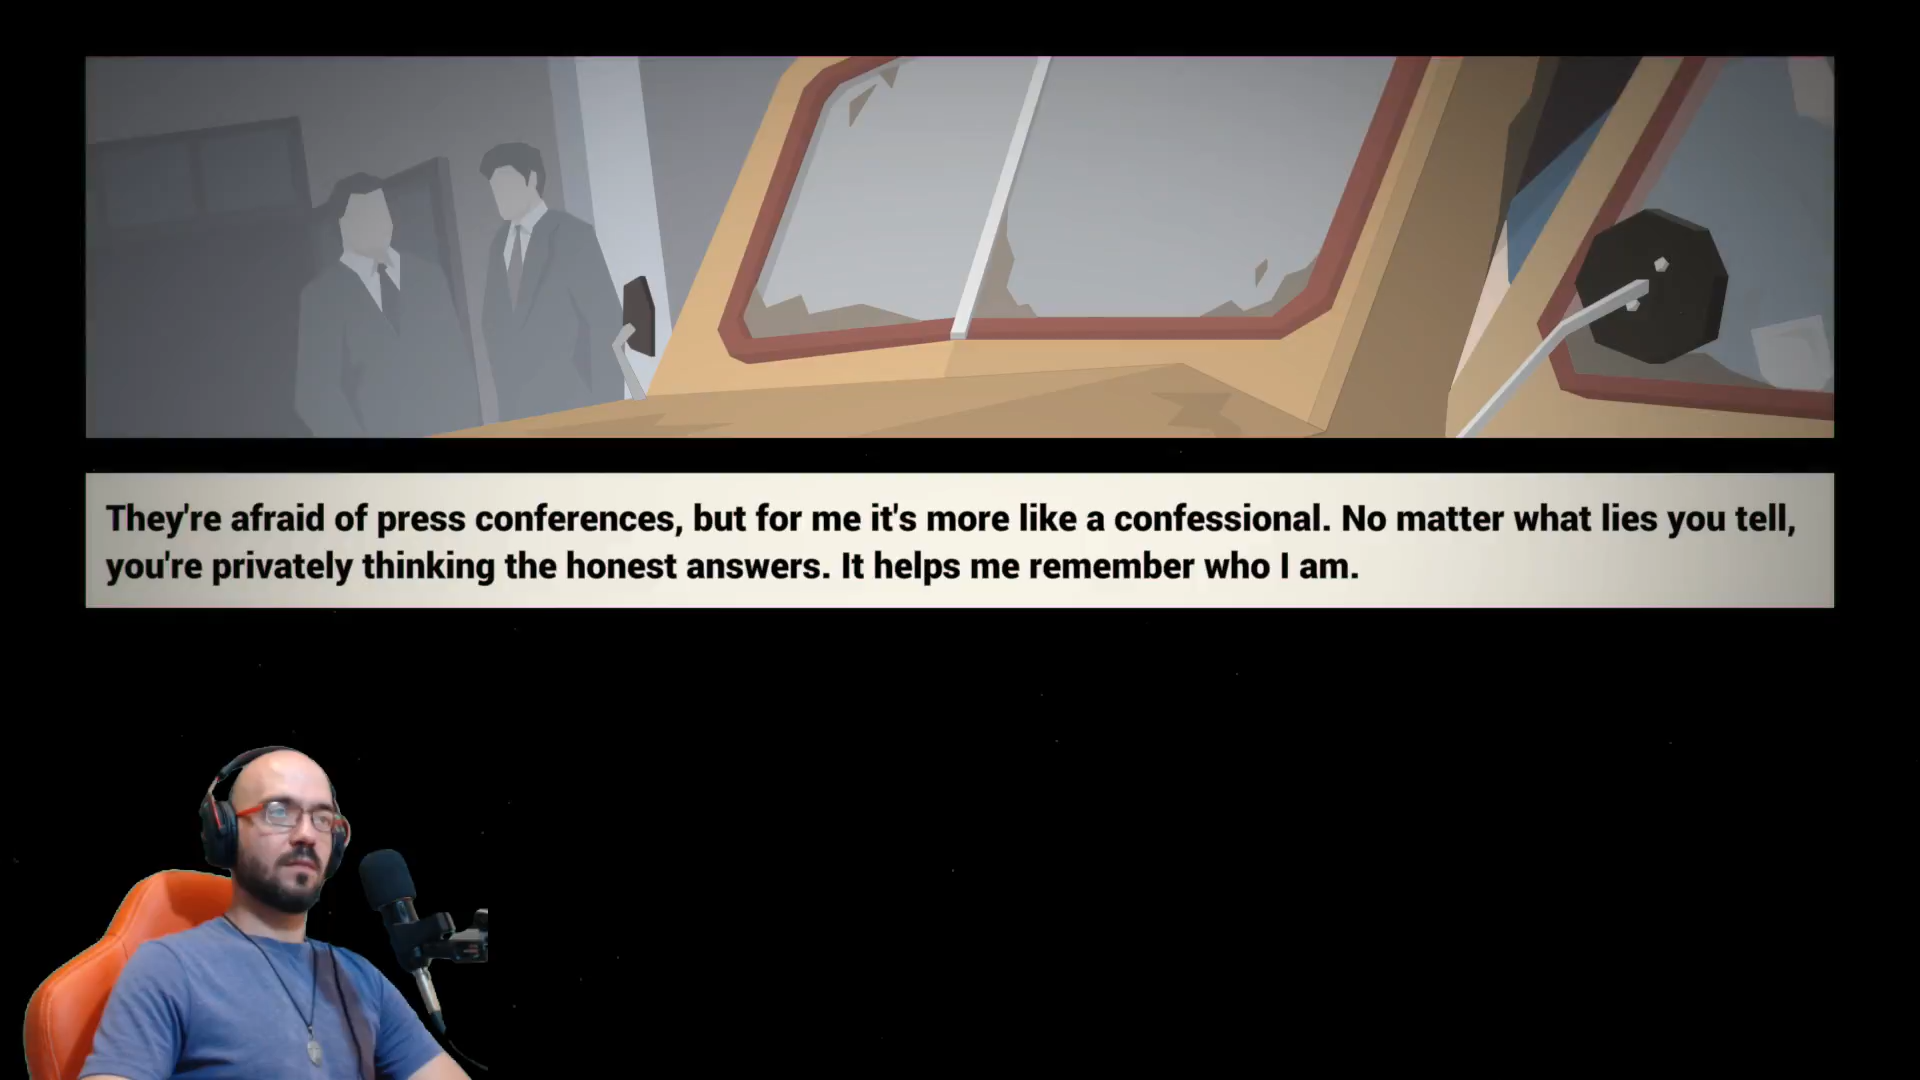 They're afraid of press conferences, but for me it's more like a confessional. No matter what lies you tell,
you're privately thinking the honest answers. It helps me remember who I am.